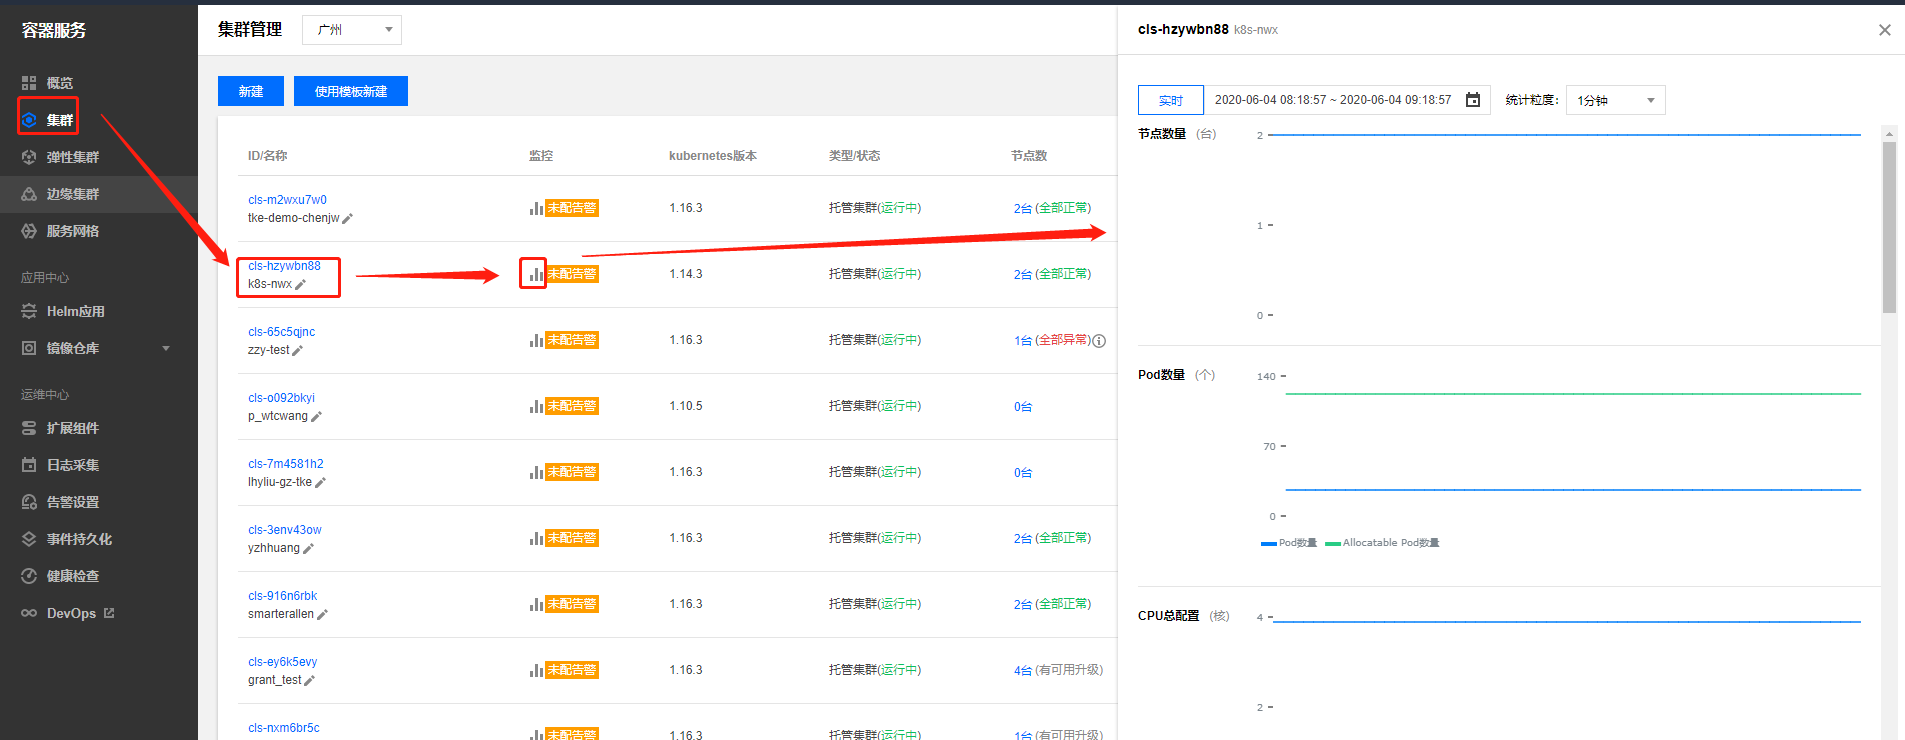 容器服务
概览
集群
弹性集群
边缘集群
服务网格
应用中心
Helm应用
镜像仓库
运维中心
扩展组件
日志采集
告警设置
事件持久化
健康检查
DevOps
集群管理
广州
新建
使用模板新建
ID/名称 监控 kubernetes版本 类型/状态 节点数
cls-m2wxu7w0
tke-demo-chenjw
未配告警 1.16.3 托管集群(运行中) 2台 (全部正常)
cls-hzywbn88
k8s-nwx
未配告警 1.14.3 托管集群(运行中) 2台 (全部正常)
cls-65c5qjnc
zzy-test
未配告警 1.16.3 托管集群(运行中) 1台 (全部异常)
cls-o092bkyi
p_wtcwang
未配告警 1.10.5 托管集群(运行中) 0台
cls-7m4581h2
lhyliu-gz-tke
未配告警 1.16.3 托管集群(运行中) 0台
cls-3env43ow
yzhhuang
未配告警 1.16.3 托管集群(运行中) 2台 (全部正常)
cls-916n6rbk
smarterallen
未配告警 1.16.3 托管集群(运行中) 2台 (全部正常)
cls-ey6k5evy
grant_test
未配告警 1.16.3 托管集群(运行中) 4台 (有可用升级)
cls-nxm6br5c
未配告警 1.16.3 托管集群(运行中) 1台 (有可用升级)
cls-hzywbn88 k8s-nwx
实时 2020-06-04 08:18:57 ~ 2020-06-04 09:18:57 统计粒度: 1分钟
节点数量 (台)
2
1
0
Pod数量 (个)
140
70
0
Pod数量 Allocatable Pod数量
CPU总配置 (核)
4
2